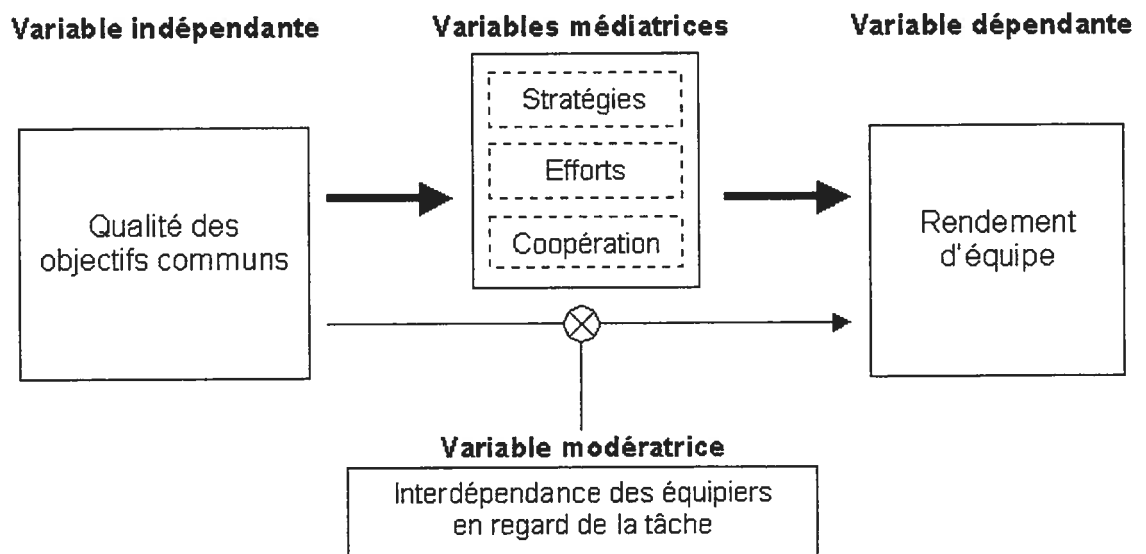 Variable indépendante
Qualité des
objectifs communs
Variables médiatrices
Stratégies
Efforts
Coopération
Variable dépendante
Rendement
d'équipe
Variable modératrice
Interdépendance des équipiers
en regard de la tâche